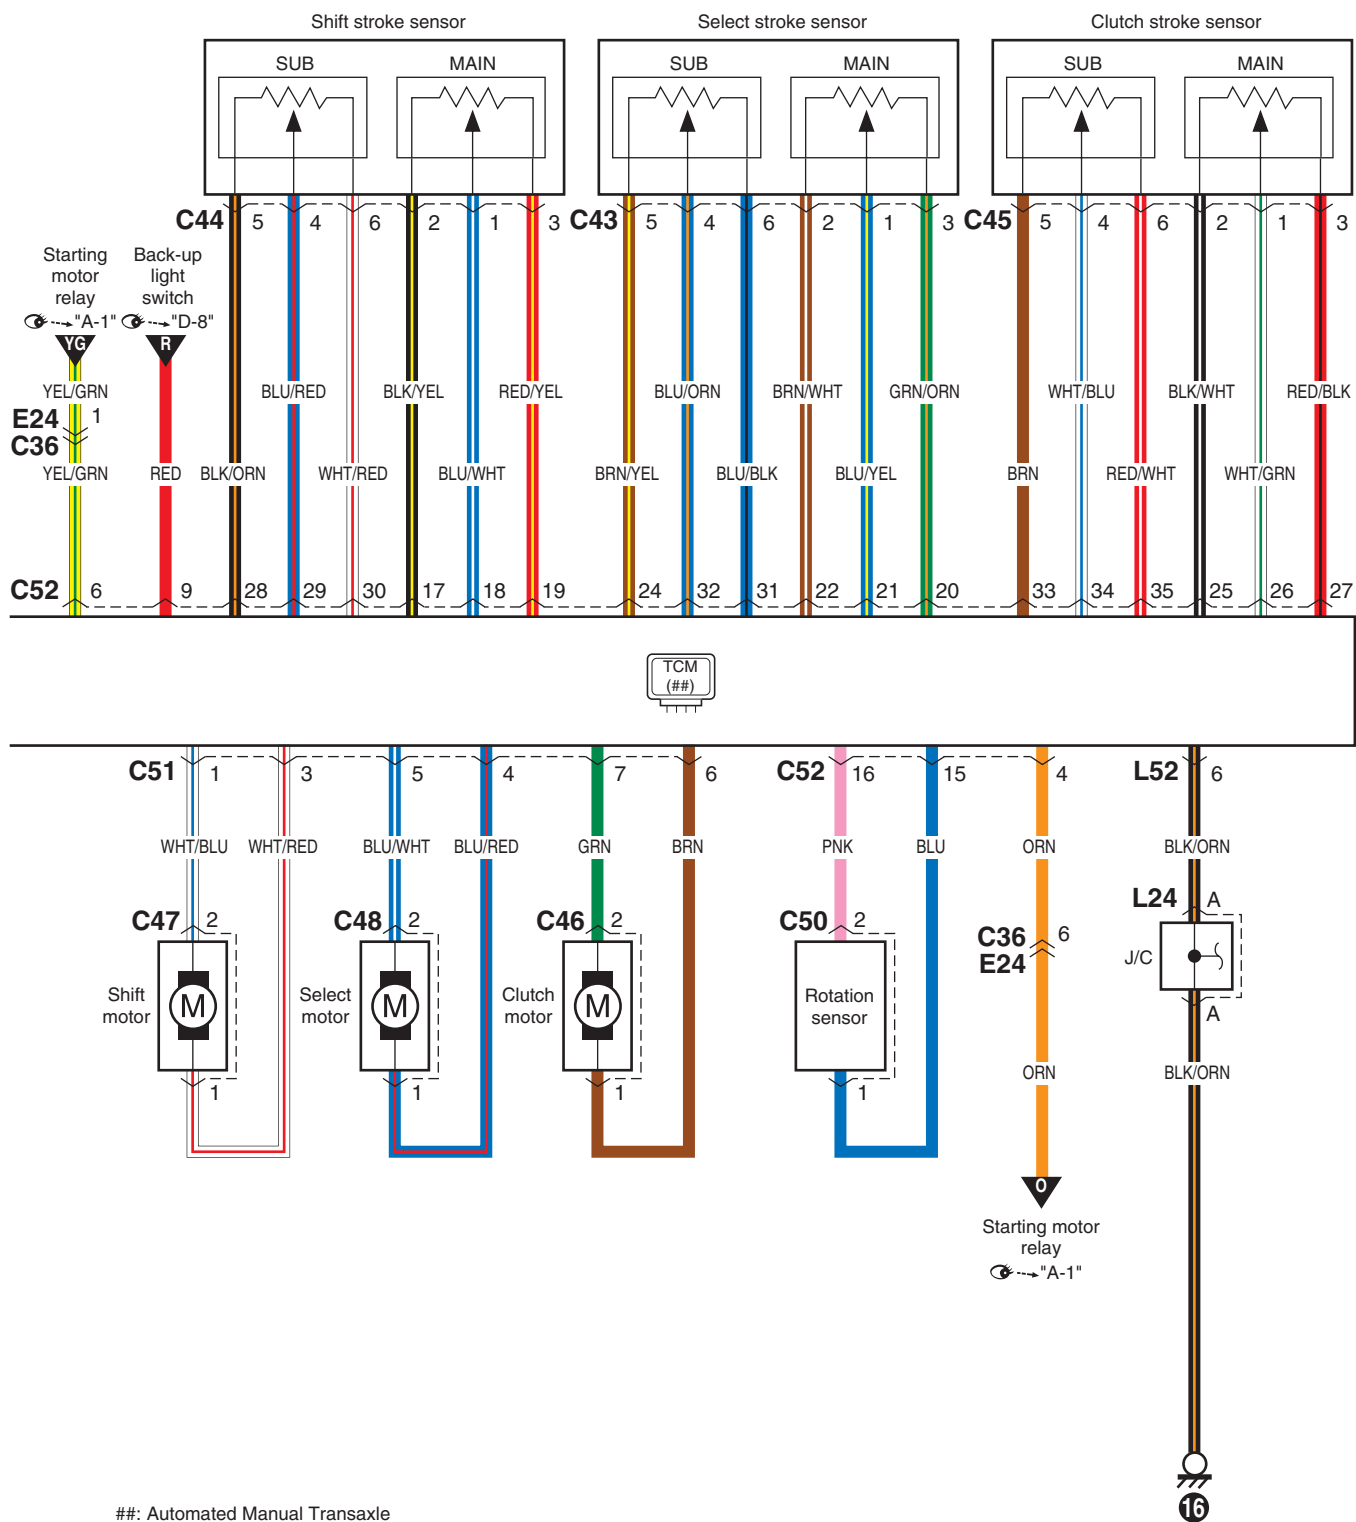 Shift stroke sensor Select stroke sensor Clutch stroke sensor
SUB MAIN SUB MAIN SUB MAIN
C44 5 4 6 2 1 3 C43 5 4 6 2 1 3 C45 5 4 6 2 1 3
Starting motor relay
"A-1"
YG
Back-up light switch
"D-8"
R
YEL/GRN BLU/RED BLK/YEL RED/YEL BLU/ORN BRN/WHT GRN/ORN WHT/BLU BLK/WHT RED/BLK
E24 1
C36
YEL/GRN RED BLK/ORN WHT/RED BLU/WHT BRN/YEL BLU/BLK BLU/YEL BRN RED/WHT WHT/GRN
C52 6 9 28 29 30 17 18 19 24 32 31 22 21 20 33 34 35 25 26 27
TCM
(##)
C51 1 3 5 4 7 6 C52 16 15 4 L52 6
WHT/BLU WHT/RED BLU/WHT BLU/RED GRN BRN PNK BLU ORN BLK/ORN
C47 2 C48 2 C46 2 C50 2 C36 6 L24 A
E24
J/C
Shift motor
M
Select motor
M
Clutch motor
M
Rotation sensor
A
1 1 1 1
ORN BLK/ORN
O
Starting motor
relay
"A-1"
16
##: Automated Manual Transaxle